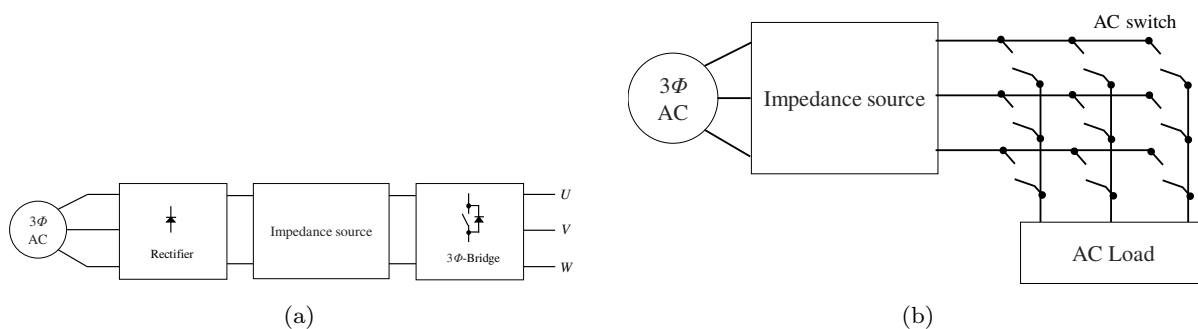 3Φ
AC
Rectifier
Impedance source
3Φ-Bridge
U
V
W
(a)
3Φ
AC
Impedance source
AC switch
AC Load
(b)